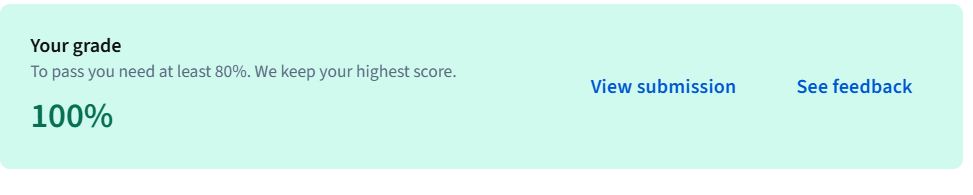 Your grade
To pass you need at least 80%. We keep your highest score.
100%
View submission
See feedback